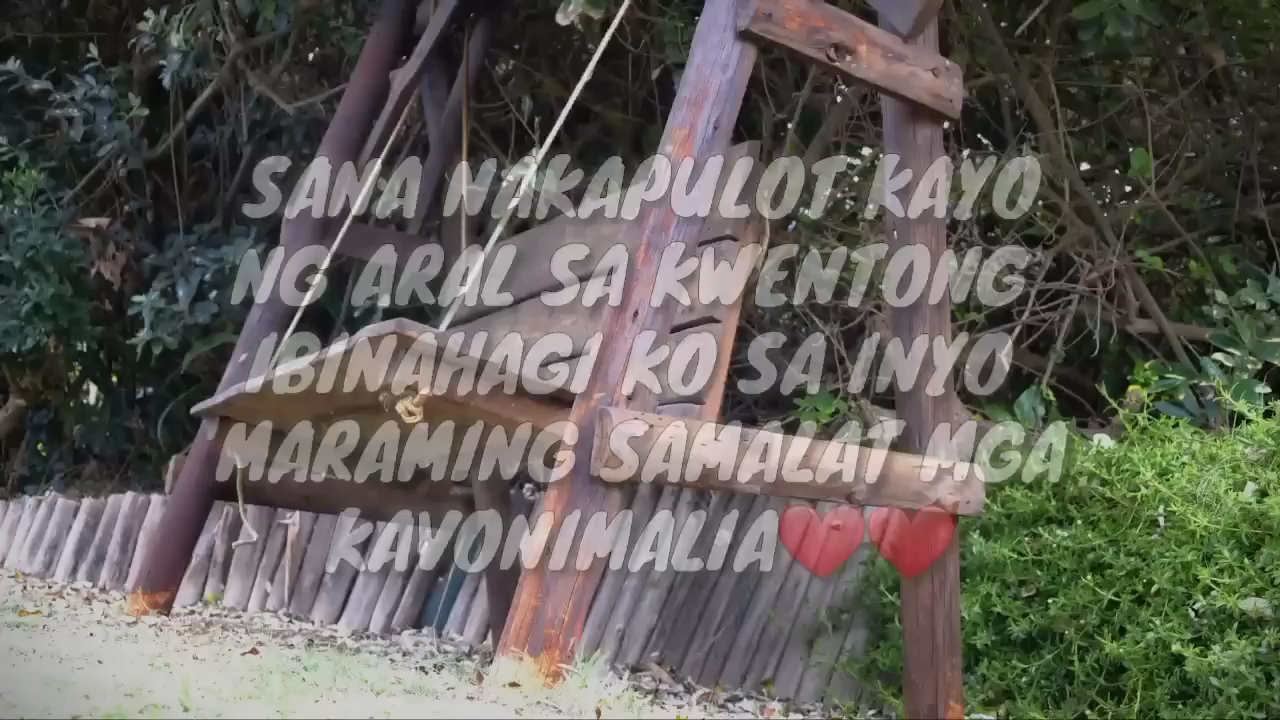 SANA NAKAPULOT KAYO
NG ARAL SA KWENTONG
IBINAHAGI KO SA INYO
MARAMING SAMALAT MGA
KAYONIMALIA❤❤